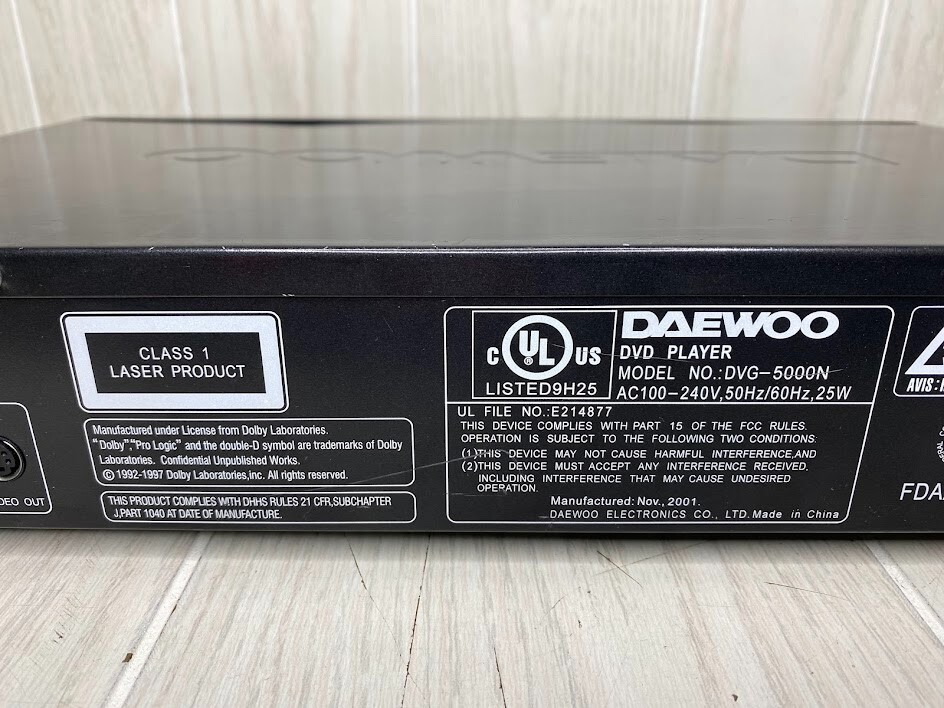 DAEWOO
CLASS 1
LASER PRODUCT
Manufactured under License from Dolby Laboratories.
"Dolby","Pro Logic" and the double-D symbol are trademarks of Dolby
Laboratories. Confidential Unpublished Works.
©1992-1997 Dolby Laboratories,inc. All rights reserved.
THIS PRODUCT COMPLIES WITH DHHS RULES 21 CFR,SUBCHAPTER
J,PART 1040 AT DATE OF MANUFACTURE.
OUT
C UL ® US
LISTED9H25
DAEWOO
DVD PLAYER
MODEL NO.:DVG-5000N
AC100-240V,50Hz/60Hz,25W
UL FILE NO.:E214877
THIS DEVICE COMPLIES WITH PART 15 OF THE FCC RULES.
OPERATION IS SUBJECT TO THE FOLLOWING TWO CONDITIONS:
(1)THIS DEVICE MAY NOT CAUSE HARMFUL INTERFERENCE,AND
(2)THIS DEVICE MUST ACCEPT ANY INTERFERENCE RECEIVED.
INCLUDING INTERFERENCE THAT MAY CAUSE UNDESIRED
OPERATION.
Manufactured: Nov., 2001.
DAEWOO ELECTRONICS CO., LTD.Made in China
AVIS:
FDA